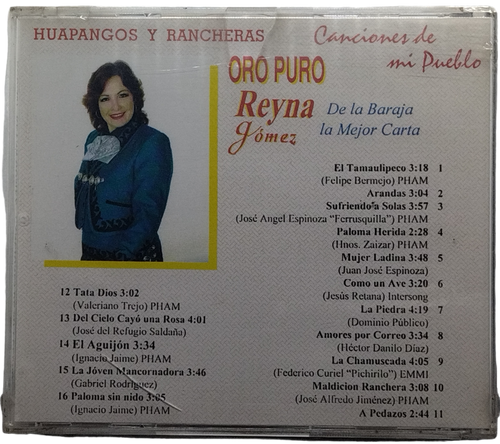 HUAPANGOS Y RANCHERAS
Canciones de
mi Pueblo
ORO PURO
Reyna
Gómez
De la Baraja
la Mejor Carta
El Tamaulipeco 3:18 1
(Felipe Bermejo) PHAM
Arandas 3:04 2
Sufriendo a Solas 3:57 3
(José Angel Espinoza "Ferrusquilla") PHAM
Paloma Herida 2:28 4
(Hnos. Zaizar) PHAM
Mujer Ladina 3:48 5
(Juan José Espinoza)
Como un Ave 3:20 6
(Jesús Retana) Intersong
La Piedra 4:19 7
(Dominio Público)
Amores por Correo 3:34 8
(Héctor Danilo Díaz)
La Chamuscada 4:05 9
(Federico Curiel "Pichirilo") EMMI
Maldicion Ranchera 3:08 10
(José Alfredo Jiménez) PHAM
A Pedazos 2:44 11
12 Tata Dios 3:02
(Valeriano Trejo) PHAM
13 Del Cielo Cayó una Rosa 4:01
(José del Refugio Saldaña)
14 El Aguijón 3:34
(Ignacio Jaime) PHAM
15 La Jóven Mancornadora 3:46
(Gabriel Rodríguez)
16 Paloma sin nido 3:05
(Ignacio Jaime) PHAM